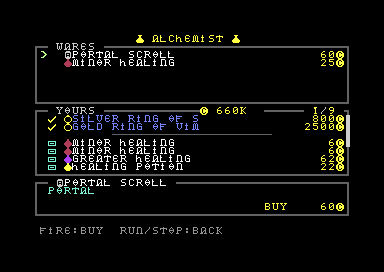 ALCHEMIST
WARES
PORTAL SCROLL 60
MINOR HEALING 25
YOURS 660K 1/9
SILVER RING OF S 800
GOLD RING OF VIM 2500
MINOR HEALING 6
MINOR HEALING 6
GREATER HEALING 62
HEALING POTION 22
PORTAL SCROLL
PORTAL
BUY 60
FIRE:BUY RUN/STOP:BACK